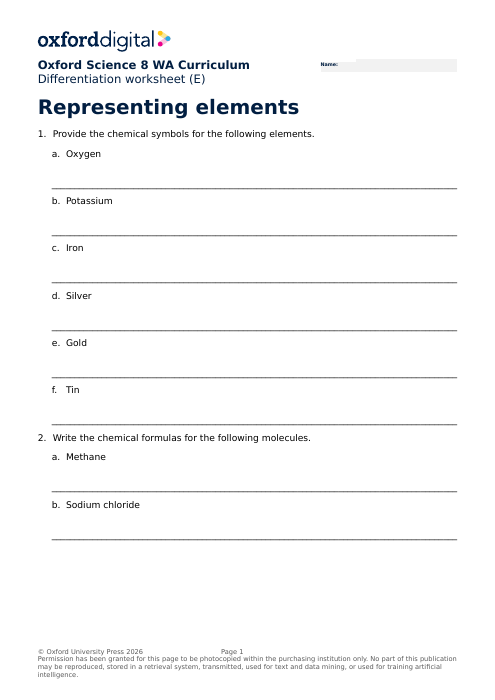 oxforddigital
Oxford Science 8 WA Curriculum
Name:
Differentiation worksheet (E)
Representing elements
1. Provide the chemical symbols for the following elements.
a. Oxygen
b. Potassium
c. Iron
d. Silver
e. Gold
f. Tin
2. Write the chemical formulas for the following molecules.
a. Methane
b. Sodium chloride
© Oxford University Press 2026 Page 1
Permission has been granted for this page to be photocopied within the purchasing institution only. No part of this publication
may be reproduced, stored in a retrieval system, transmitted, used for text and data mining, or used for training artificial
intelligence.